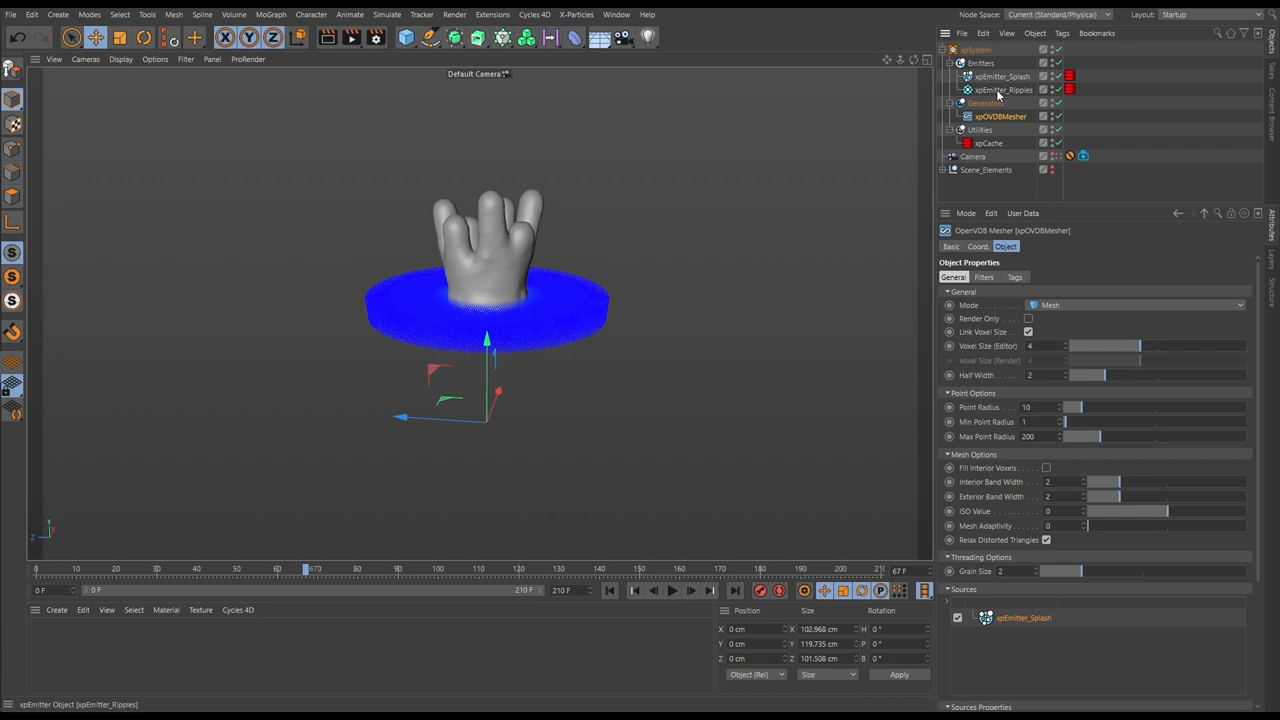 File Edit Create Modes Select Tools Mesh Spline Volume MoGraph Character Animate Simulate Tracker Render Extensions Cycles 4D X-Particles Window Help Node Space: Current (Standard/Physical) Layout: Startup
X Y Z
View Cameras Display Options Filter Panel ProRender
Default Camera
File Edit View Object Tags Bookmarks
xpSystem
Emitters
xpEmitter_Splash
xpEmitter_Ripples
Generators
xpOVDBMesher
Utilities
xpCache
Camera
Scene_Elements
Objects
Takes
Content Browser
Mode Edit User Data
OpenVDB Mesher [xpOVDBMesher]
Basic Coord. Object
Object Properties
General Filters Tags
General
Mode Mesh
Render Only
Link Voxel Size
Voxel Size (Editor) 4
Voxel Size (Render) 4
Half Width 2
Point Options
Point Radius 10
Min Point Radius 1
Max Point Radius 200
Mesh Options
Fill Interior Voxels
Interior Band Width 2
Exterior Band Width 2
ISO Value 0
Mesh Adaptivity 0
Relax Distorted Triangles
Threading Options
Grain Size 2
Sources
xpEmitter_Splash
Sources Properties
Attributes
Layers
Structure
Y
Z X
0 10 20 30 40 50 60 670 80 90 100 110 120 130 140 150 160 170 180 190 200 210 67 F
0 F 0 F 210 F 210 F
Create Edit View Select Material Texture Cycles 4D
Position Size Rotation
X 0 cm X 102.968 cm H 0 °
Y 0 cm Y 119.735 cm P 0 °
Z 0 cm Z 101.508 cm B 0 °
Object (Rel) Size Apply
xpEmitter Object [xpEmitter_Ripples]